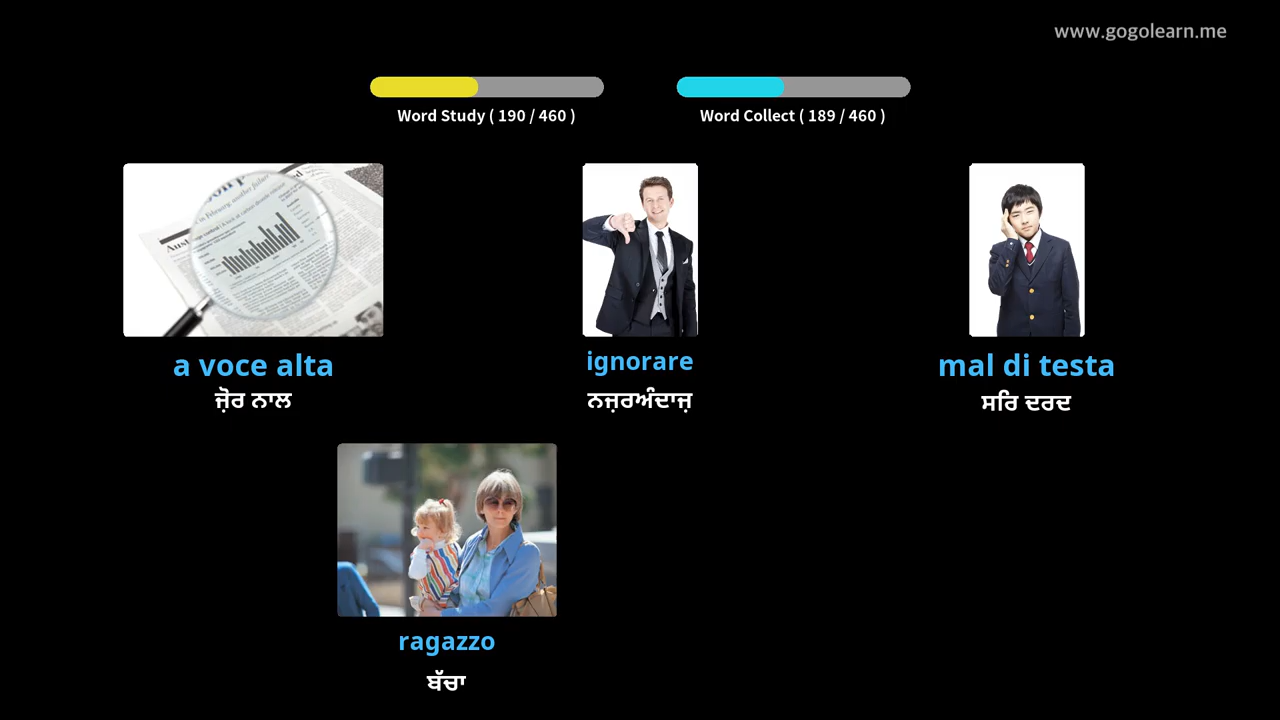 www.gogolearn.me
Word Study ( 190 / 460 )
Word Collect ( 189 / 460 )
a voce alta
ignorare
mal di testa
ਜ਼ੋਰ ਨਾਲ
ਨਜ਼ਰਅੰਦਾਜ਼
ਸਰਿ ਦਰਦ
ragazzo
ਬੱਚਾ